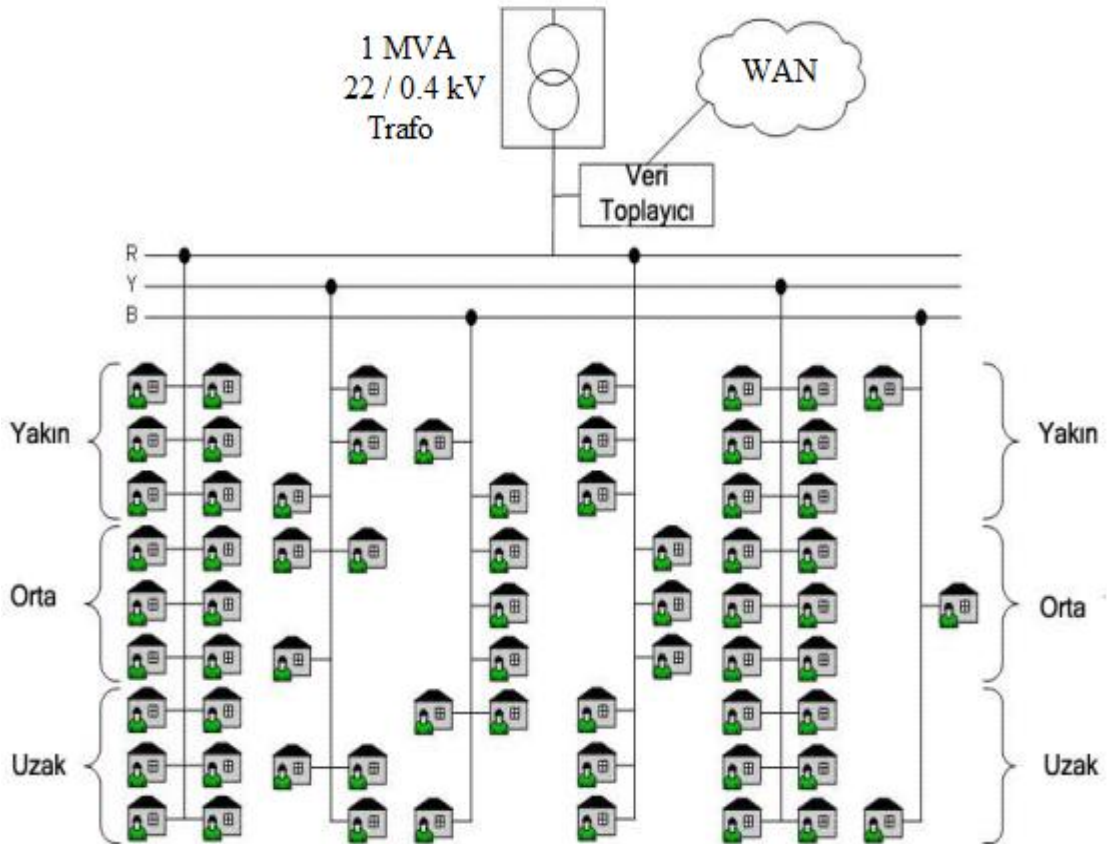 1 MVA
22 / 0.4 kV
Trafo
WAN
Veri
Toplayıcı
R
Y
B
Yakın
Yakın
Orta
Orta
Uzak
Uzak